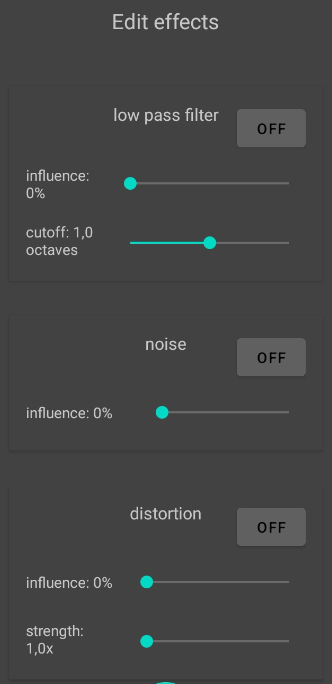 Edit effects
low pass filter
OFF
influence:
0%
cutoff: 1,0
octaves
noise
OFF
influence: 0%
distortion
OFF
influence: 0%
strength:
1,0x